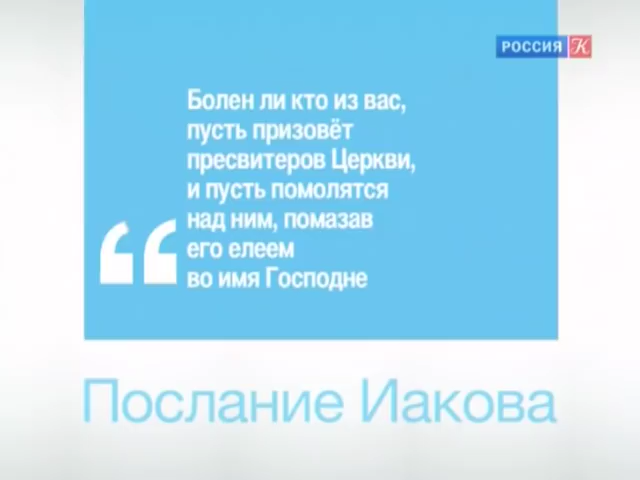 РОССИЯ К
Болен ли кто из вас,
пусть призовёт
пресвитеров Церкви,
и пусть помолятся
над ним, помазав
его елеем
во имя Господне
Послание Иакова